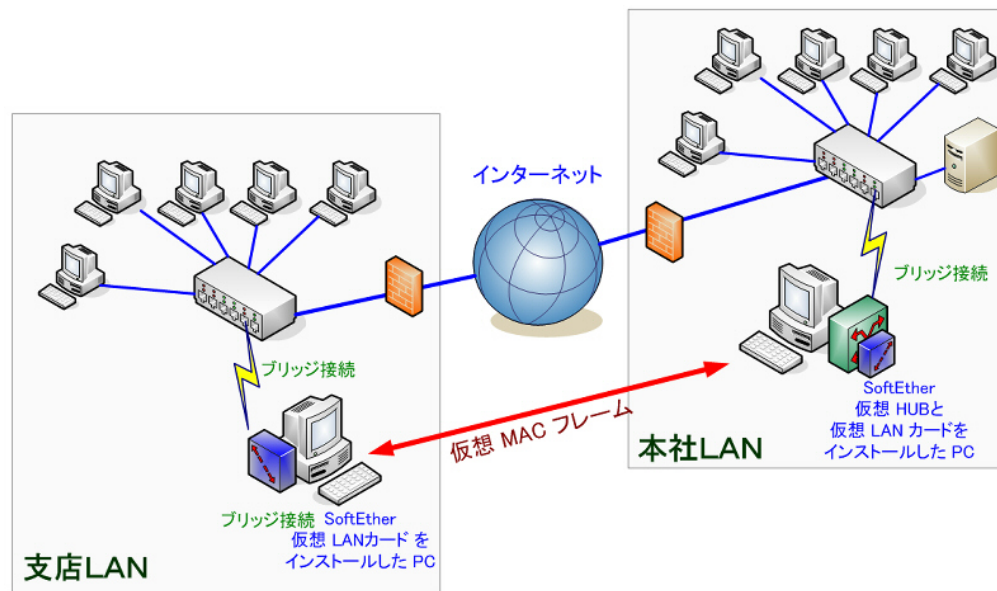 インターネット
ブリッジ接続
SoftEther
仮想 HUBと
仮想 LAN カードを
インストールした PC
本社LAN
ブリッジ接続
仮想 MAC フレーム
ブリッジ接続 SoftEther
仮想 LANカード を
インストールした PC
支店LAN